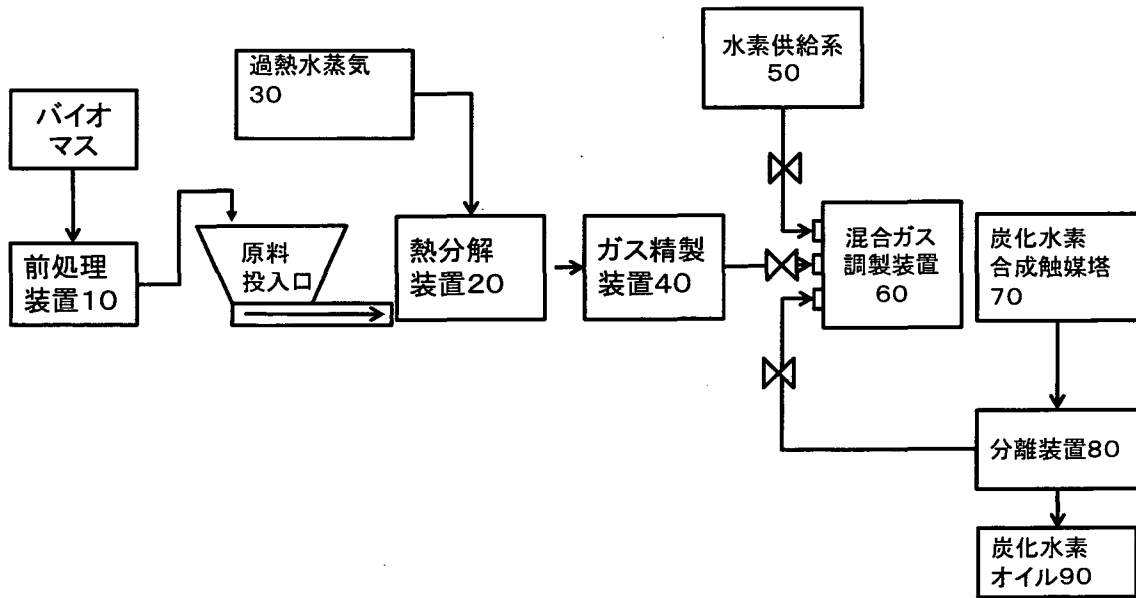 バイオ
マス
前処理
装置10
過熱水蒸気
30
原料
投入口
熱分解
装置20
ガス精製
装置40
水素供給系
50
混合ガス
調製装置
60
炭化水素
合成触媒塔
70
分離装置80
炭化水素
オイル90